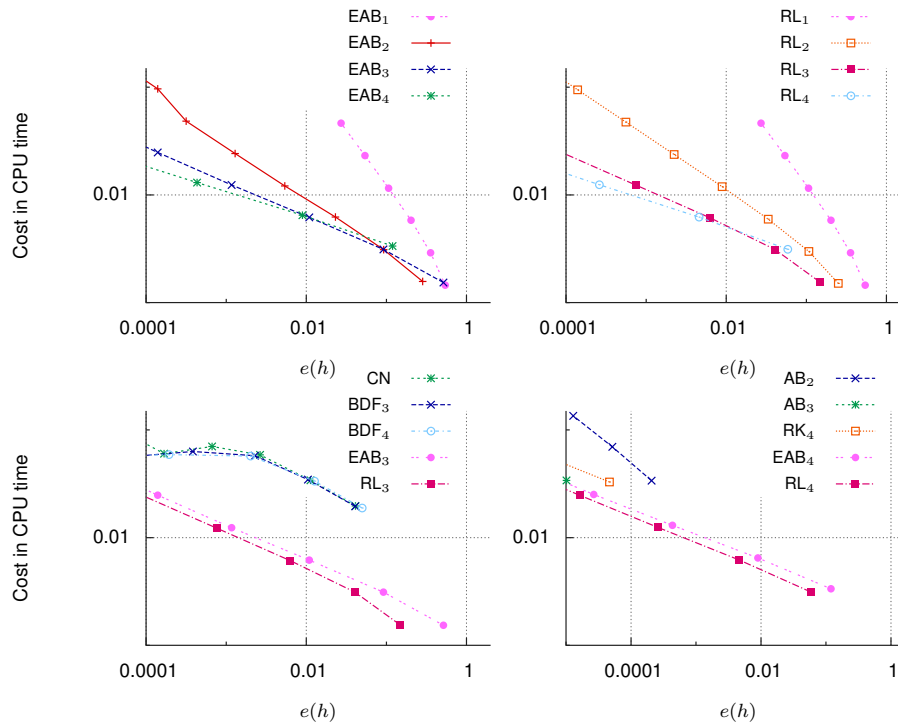 EAB₁
EAB₂
EAB₃
EAB₄
Cost in CPU time
0.01
0.0001
0.01
1
e(h)
RL₁
RL₂
RL₃
RL₄
0.01
0.0001
0.01
1
e(h)
CN
BDF₃
BDF₄
EAB₃
RL₃
Cost in CPU time
0.01
0.0001
0.01
1
e(h)
AB₂
AB₃
RK₄
EAB₄
RL₄
0.01
0.0001
0.01
1
e(h)